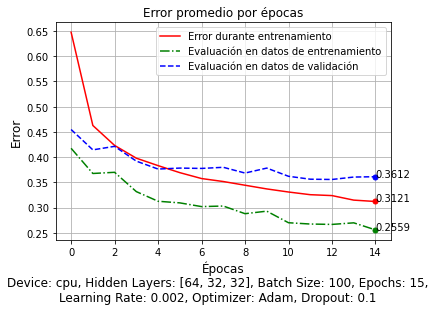 Error promedio por épocas
Error durante entrenamiento
Evaluación en datos de entrenamiento
Evaluación en datos de validación
Error
0.65
0.60
0.55
0.50
0.45
0.40
0.35
0.30
0.25
0.3612
0.3121
0.2559
0 2 4 6 8 10 12 14
Épocas
Device: cpu, Hidden Layers: [64, 32, 32], Batch Size: 100, Epochs: 15,
Learning Rate: 0.002, Optimizer: Adam, Dropout: 0.1